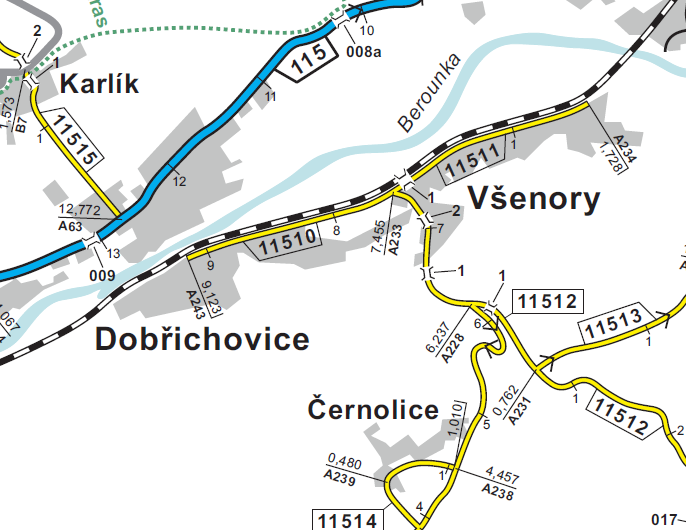 ras
2
10
008a
1
115
Karlík
1,573
B7
11
Berounka
1
11515
A234
1,728
1
11511
12
1
Všenory
12,772
A63
2
7
8
11510
7,455
A233
13
009
9
9,123
A243
1
1
11512
6,237
A228
6
11513
1
,067
Dobřichovice
0,762
A231
1
11512
Černolice
1,010
5
2
0,480
A239
1
4,457
A238
4
11514
017